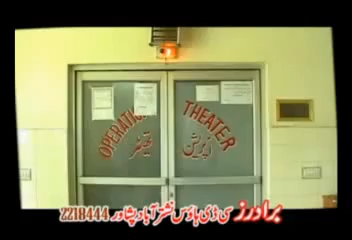 OPERATION THEATER
آپریشن تھیٹر
برادرز سی ڈی ہاؤس نشتر آباد پشاور 2218444